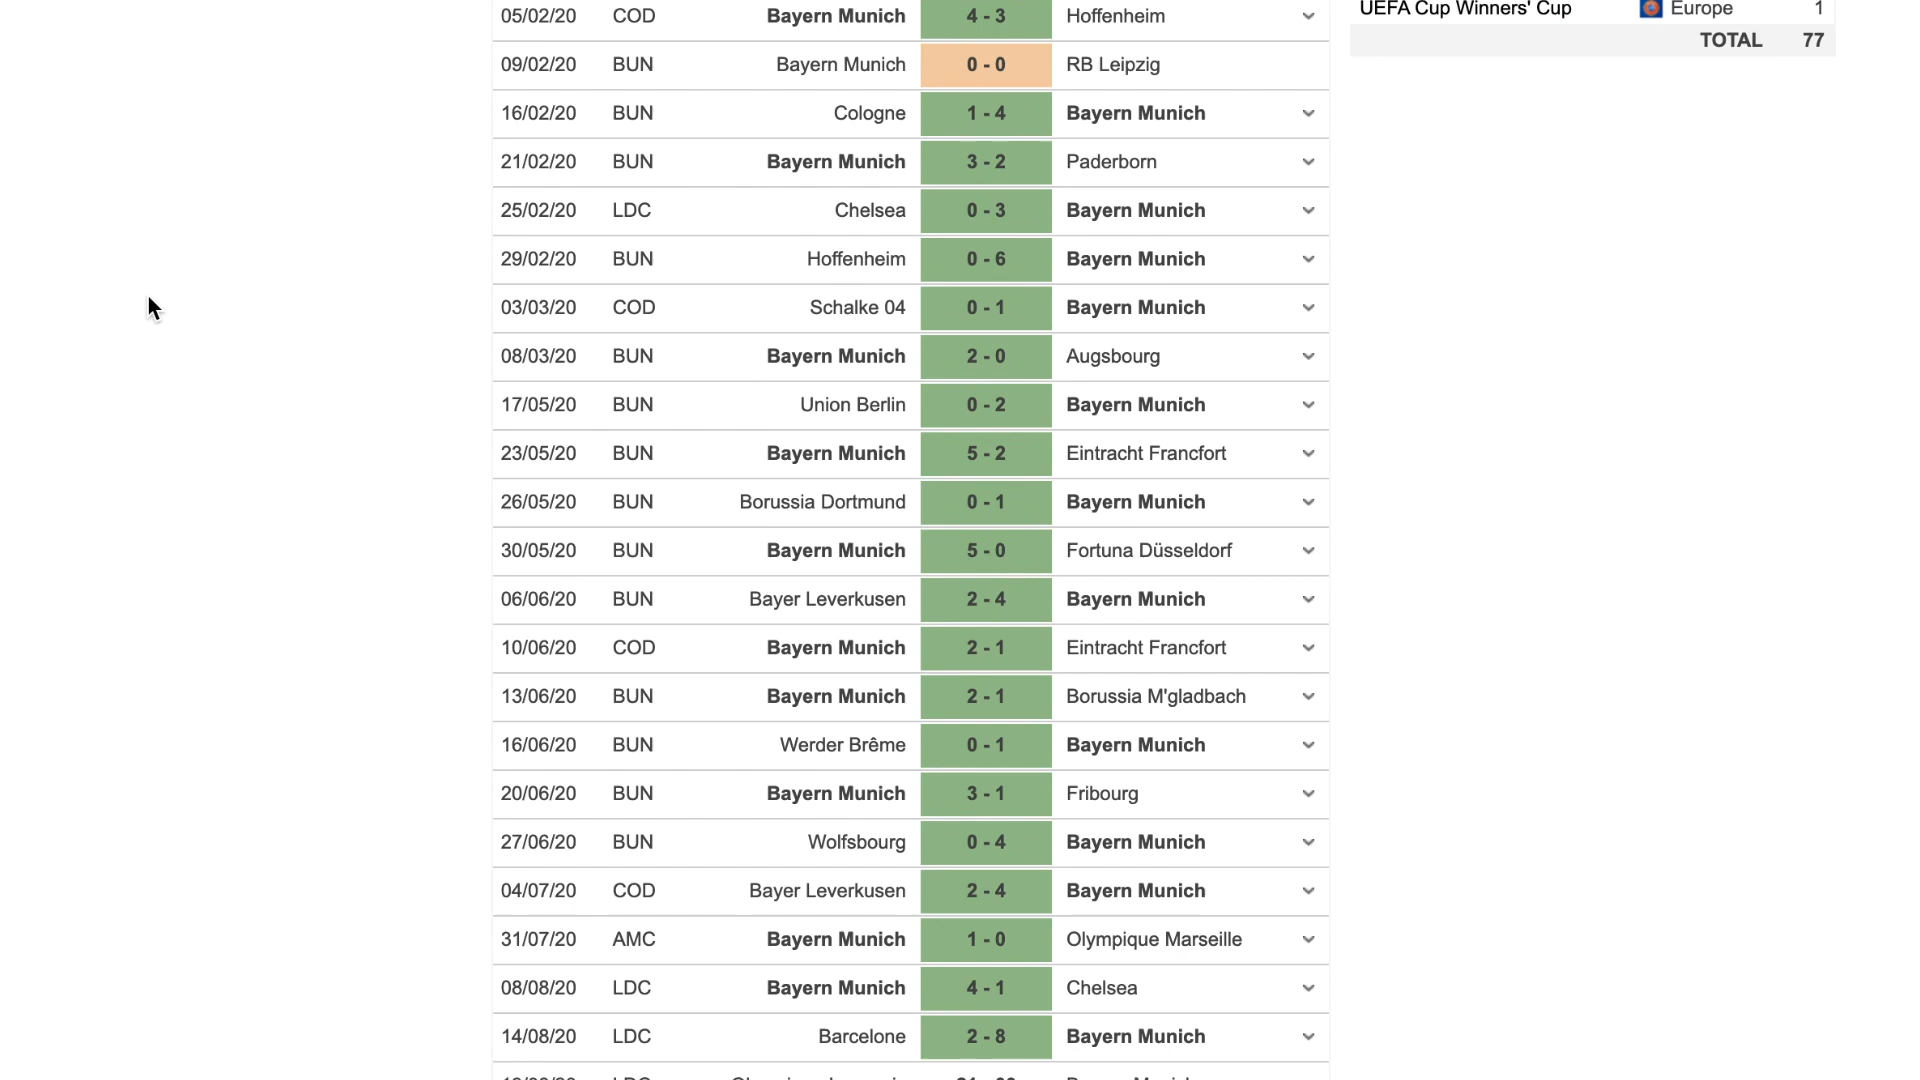 05/02/20 COD Bayern Munich 4 - 3 Hoffenheim
09/02/20 BUN Bayern Munich 0 - 0 RB Leipzig
16/02/20 BUN Cologne 1 - 4 Bayern Munich
21/02/20 BUN Bayern Munich 3 - 2 Paderborn
25/02/20 LDC Chelsea 0 - 3 Bayern Munich
29/02/20 BUN Hoffenheim 0 - 6 Bayern Munich
03/03/20 COD Schalke 04 0 - 1 Bayern Munich
08/03/20 BUN Bayern Munich 2 - 0 Augsbourg
17/05/20 BUN Union Berlin 0 - 2 Bayern Munich
23/05/20 BUN Bayern Munich 5 - 2 Eintracht Francfort
26/05/20 BUN Borussia Dortmund 0 - 1 Bayern Munich
30/05/20 BUN Bayern Munich 5 - 0 Fortuna Düsseldorf
06/06/20 BUN Bayer Leverkusen 2 - 4 Bayern Munich
10/06/20 COD Bayern Munich 2 - 1 Eintracht Francfort
13/06/20 BUN Bayern Munich 2 - 1 Borussia M'gladbach
16/06/20 BUN Werder Brême 0 - 1 Bayern Munich
20/06/20 BUN Bayern Munich 3 - 1 Fribourg
27/06/20 BUN Wolfsbourg 0 - 4 Bayern Munich
04/07/20 COD Bayer Leverkusen 2 - 4 Bayern Munich
31/07/20 AMC Bayern Munich 1 - 0 Olympique Marseille
08/08/20 LDC Bayern Munich 4 - 1 Chelsea
14/08/20 LDC Barcelone 2 - 8 Bayern Munich
UEFA Cup Winners' Cup Europe 1
TOTAL 77